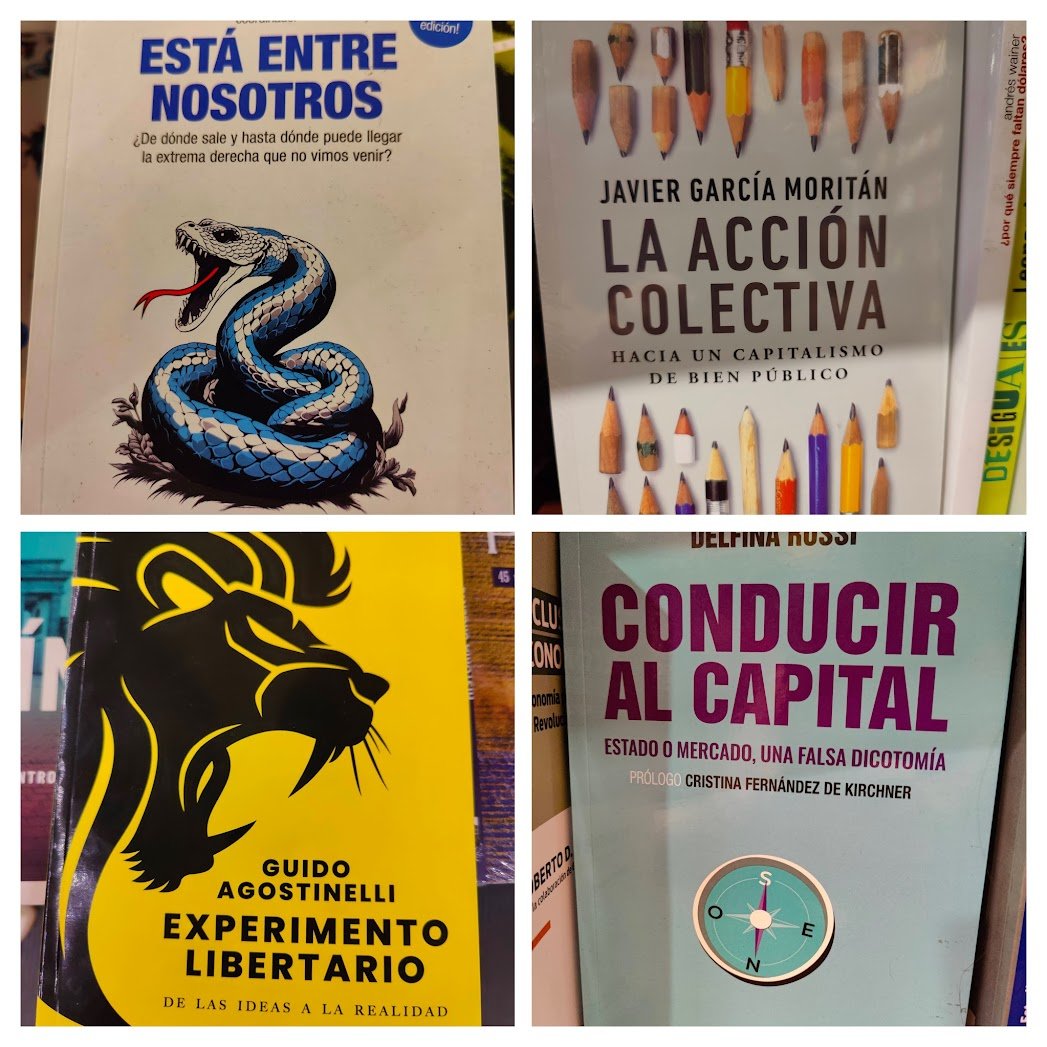 edición!
ESTÁ ENTRE
NOSOTROS
¿De dónde sale y hasta dónde puede llegar
la extrema derecha que no vimos venir?
JAVIER GARCÍA MORITÁN
LA ACCIÓN
COLECTIVA
HACIA UN CAPITALISMO
DE BIEN PÚBLICO
andrés wainer
¿por qué siempre faltan dólares?
DESIGUALES
45
GUIDO
AGOSTINELLI
EXPERIMENTO
LIBERTARIO
DE LAS IDEAS A LA REALIDAD
DELFINA ROSSI
CONDUCIR
AL CAPITAL
ESTADO O MERCADO, UNA FALSA DICOTOMÍA
PRÓLOGO CRISTINA FERNÁNDEZ DE KIRCHNER
S
O
E
N